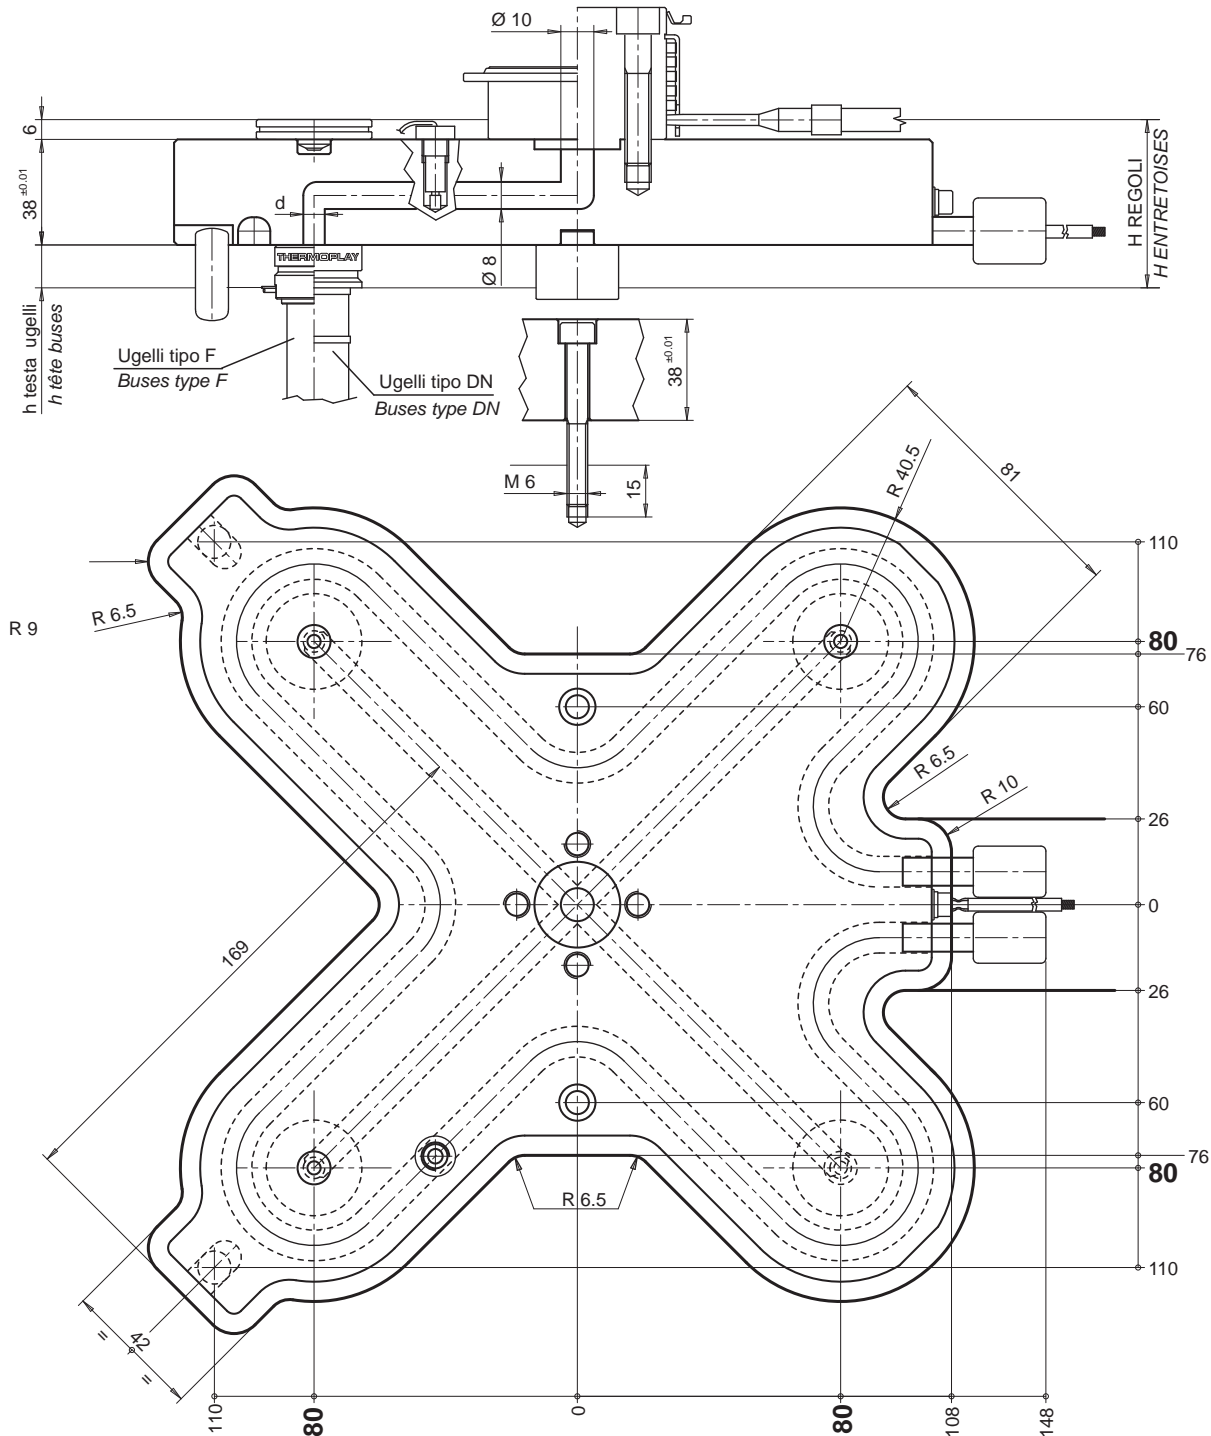 Ø 10
6
38 ±0.01
d
THERMOPLAY
Ø 8
H REGOLI
H ENTRETOISES
h testa ugelli
h tête buses
Ugelli tipo F
Buses type F
Ugelli tipo DN
Buses type DN
38 ±0.01
M 6
15
R 40.5
81
R 9
R 6.5
110
80
76
60
R 6.5
R 10
26
0
169
26
60
R 6.5
76
80
110
=
42
=
110
80
0
80
108
148